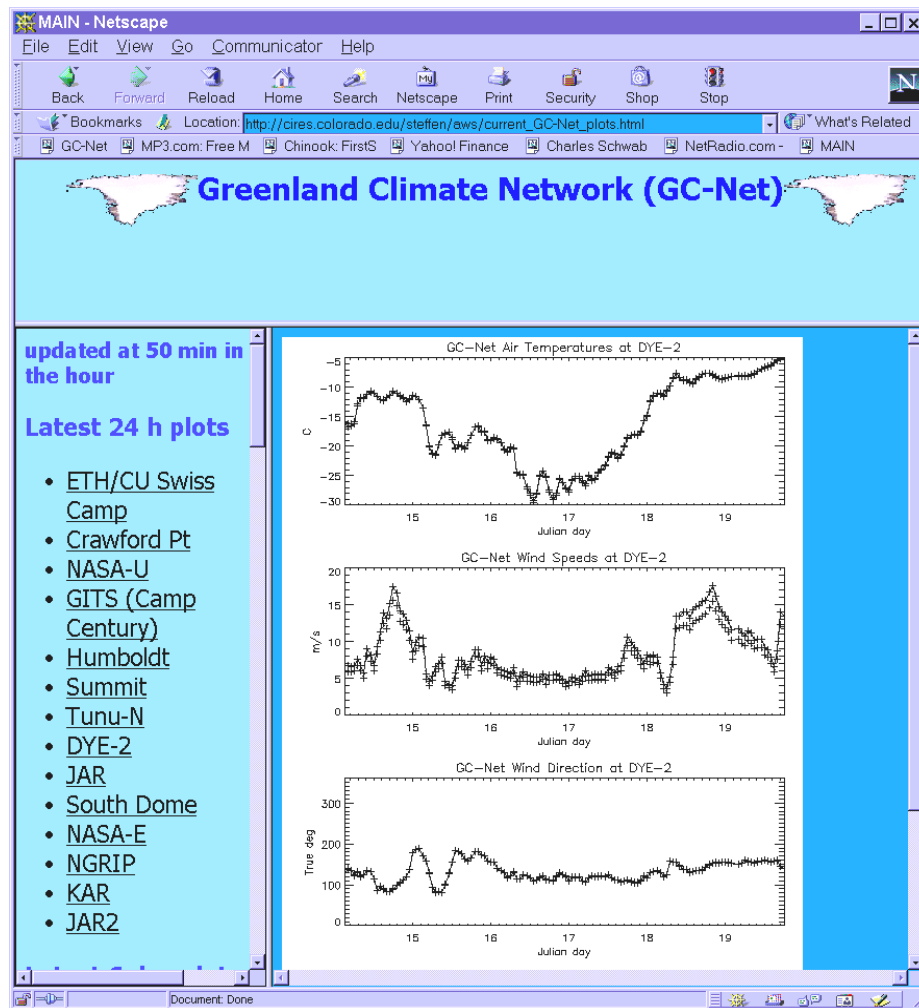 MAIN - Netscape
File Edit View Go Communicator Help
My
N
Back Forward Reload Home Search Netscape Print Security Shop Stop
Bookmarks Location: http://cires.colorado.edu/steffen/aws/current_GC-Net_plots.html What's Related
GC-Net MP3.com: Free M Chinook: FirstS Yahoo! Finance Charles Schwab NetRadio.com - MAIN
Greenland Climate Network (GC-Net)
updated at 50 min in
the hour
Latest 24 h plots
• ETH/CU Swiss
Camp
• Crawford Pt
• NASA-U
• GITS (Camp
Century)
• Humboldt
• Summit
• Tunu-N
• DYE-2
• JAR
• South Dome
• NASA-E
• NGRIP
• KAR
• JAR2
GC-Net Air Temperatures at DYE-2
-5
-10
-15
-20
-25
-30
C
15 16 17 18 19
Julian day
GC-Net Wind Speeds at DYE-2
20
15
10
5
0
m/s
15 16 17 18 19
Julian day
GC-Net Wind Direction at DYE-2
300
200
100
0
True deg
15 16 17 18 19
Julian day
Document: Done